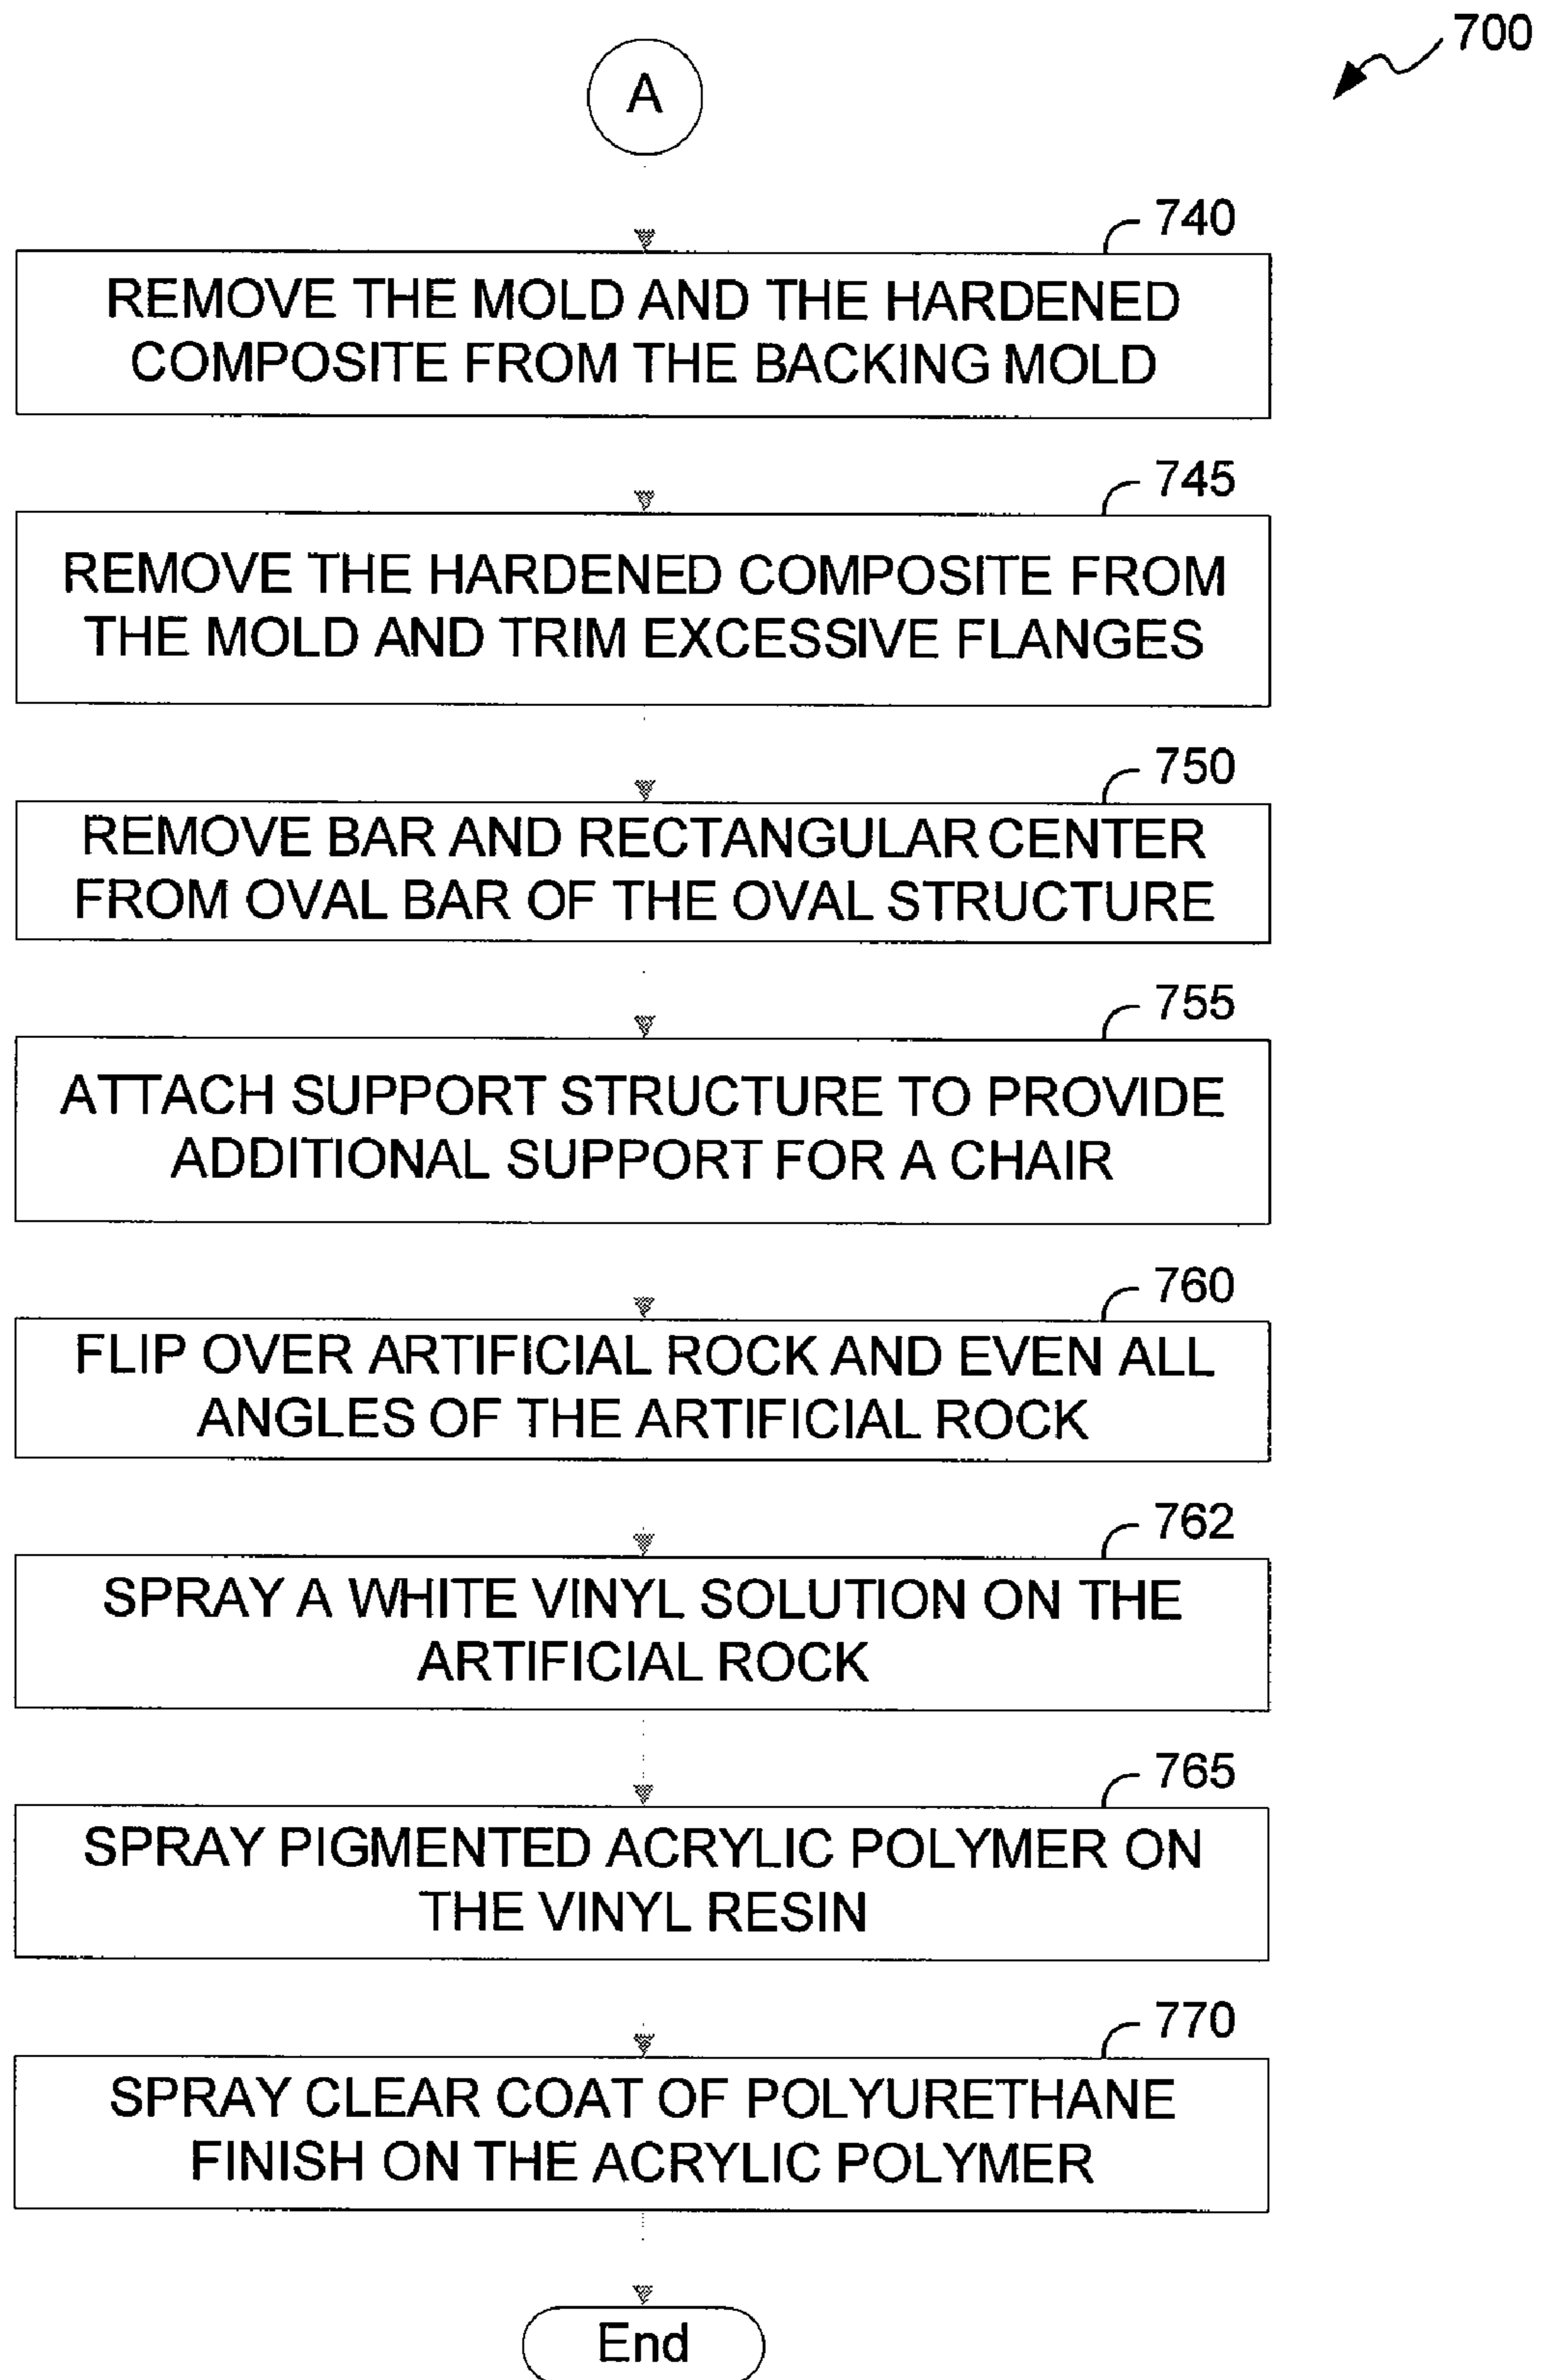 700
A
740
REMOVE THE MOLD AND THE HARDENED
COMPOSITE FROM THE BACKING MOLD
745
REMOVE THE HARDENED COMPOSITE FROM
THE MOLD AND TRIM EXCESSIVE FLANGES
750
REMOVE BAR AND RECTANGULAR CENTER
FROM OVAL BAR OF THE OVAL STRUCTURE
755
ATTACH SUPPORT STRUCTURE TO PROVIDE
ADDITIONAL SUPPORT FOR A CHAIR
760
FLIP OVER ARTIFICIAL ROCK AND EVEN ALL
ANGLES OF THE ARTIFICIAL ROCK
762
SPRAY A WHITE VINYL SOLUTION ON THE
ARTIFICIAL ROCK
765
SPRAY PIGMENTED ACRYLIC POLYMER ON
THE VINYL RESIN
770
SPRAY CLEAR COAT OF POLYURETHANE
FINISH ON THE ACRYLIC POLYMER
End